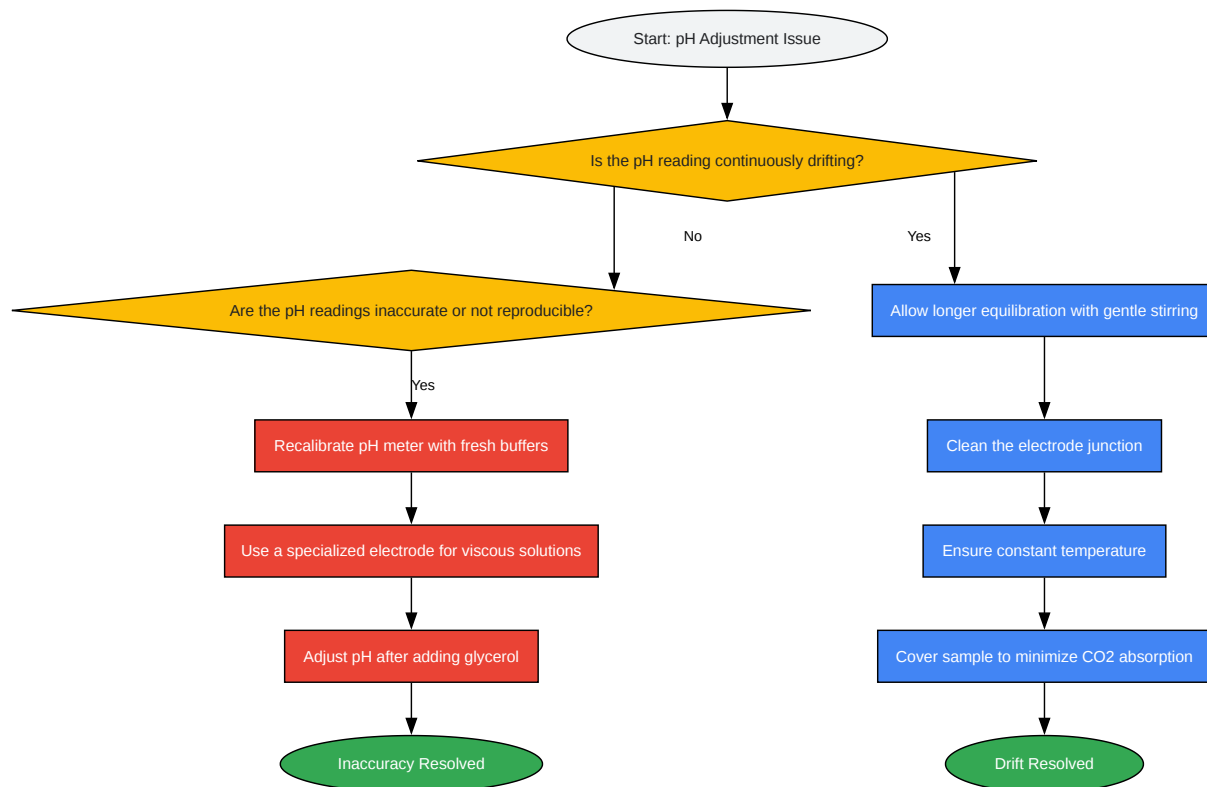 Start: pH Adjustment Issue
Is the pH reading continuously drifting?
No
Yes
Are the pH readings inaccurate or not reproducible?
Allow longer equilibration with gentle stirring
Yes
Recalibrate pH meter with fresh buffers
Clean the electrode junction
Use a specialized electrode for viscous solutions
Ensure constant temperature
Adjust pH after adding glycerol
Cover sample to minimize CO2 absorption
Inaccuracy Resolved
Drift Resolved